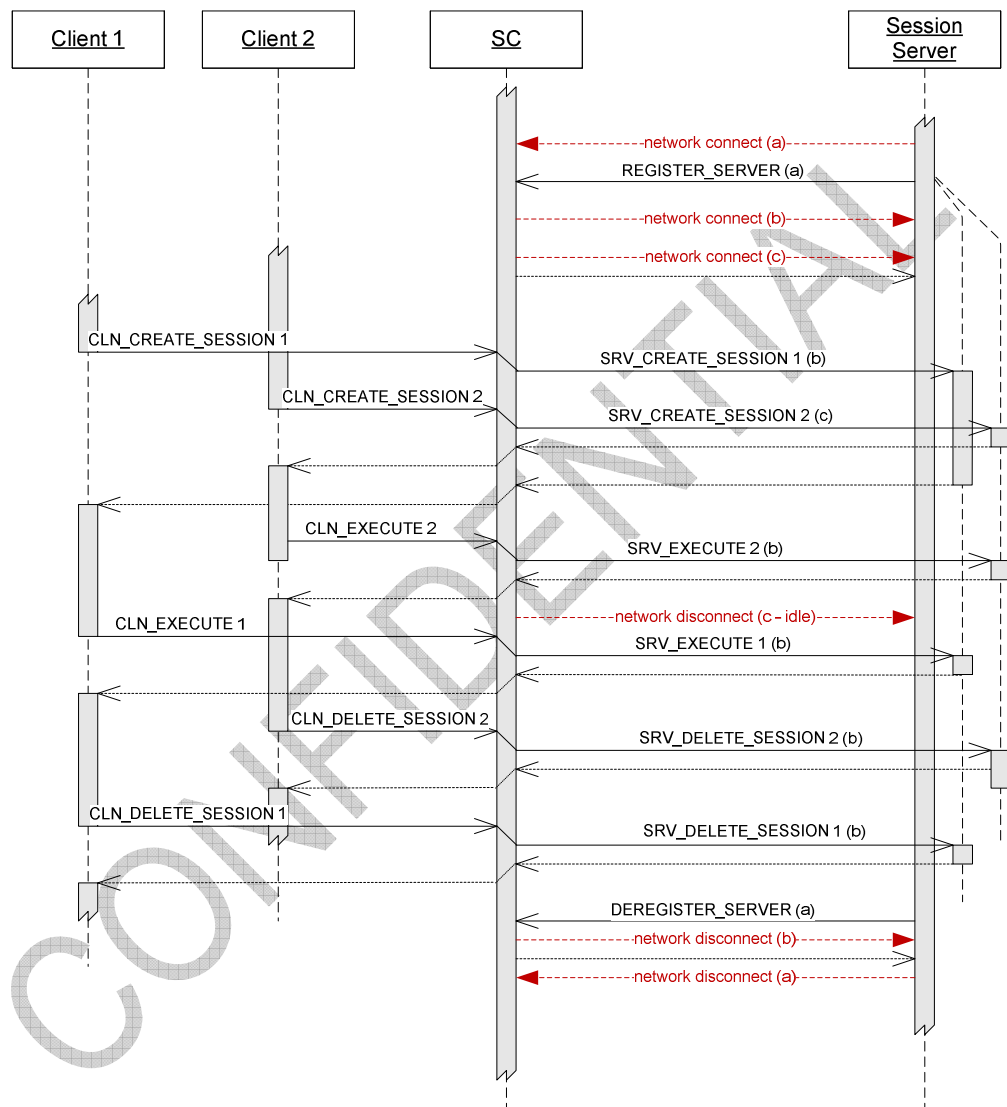 Client 1
Client 2
SC
Session
Server
network connect (a)
REGISTER_SERVER (a)
network connect (b)
network connect (c)
CLN_CREATE_SESSION 1
SRV_CREATE_SESSION 1 (b)
CLN_CREATE_SESSION 2
SRV_CREATE_SESSION 2 (c)
CLN_EXECUTE 2
SRV_EXECUTE 2 (b)
network disconnect (c - idle)
CLN_EXECUTE 1
SRV_EXECUTE 1 (b)
CLN_DELETE_SESSION 2
SRV_DELETE_SESSION 2 (b)
CLN_DELETE_SESSION 1
SRV_DELETE_SESSION 1 (b)
DEREGISTER_SERVER (a)
network disconnect (b)
network disconnect (a)
CONFIDENTIAL